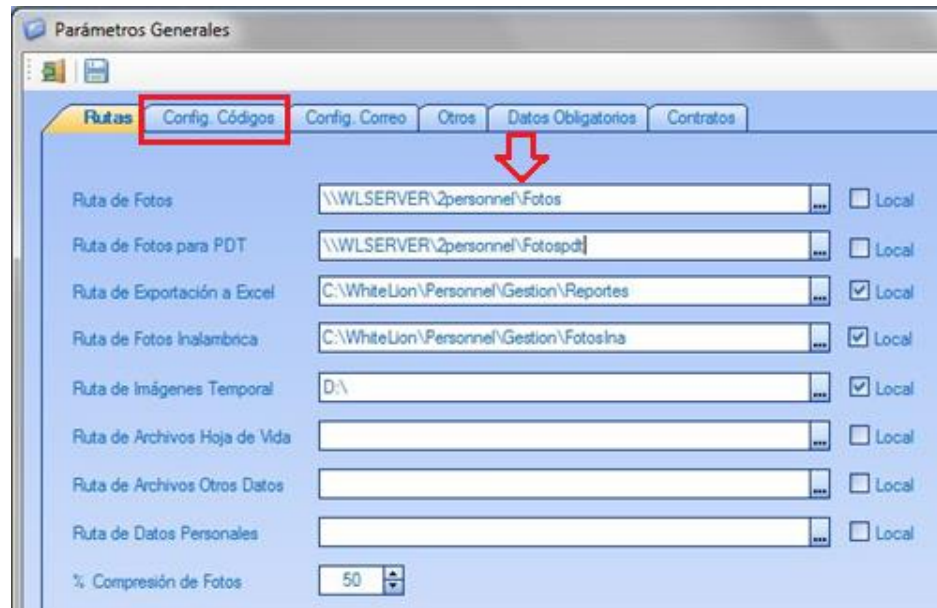 Parámetros Generales
Rutas Config. Códigos Config. Correo Otros Datos Obligatorios Contratos
Ruta de Fotos \\WLSERVER\2personnel\Fotos ... Local
Ruta de Fotos para PDT \\WLSERVER\2personnel\Fotospdt ... Local
Ruta de Exportación a Excel C:\WhiteLion\Personnel\Gestion\Reportes ... Local
Ruta de Fotos Inalambrica C:\WhiteLion\Personnel\Gestion\FotosIna ... Local
Ruta de Imágenes Temporal D:\ ... Local
Ruta de Archivos Hoja de Vida ... Local
Ruta de Archivos Otros Datos ... Local
Ruta de Datos Personales ... Local
% Compresión de Fotos 50